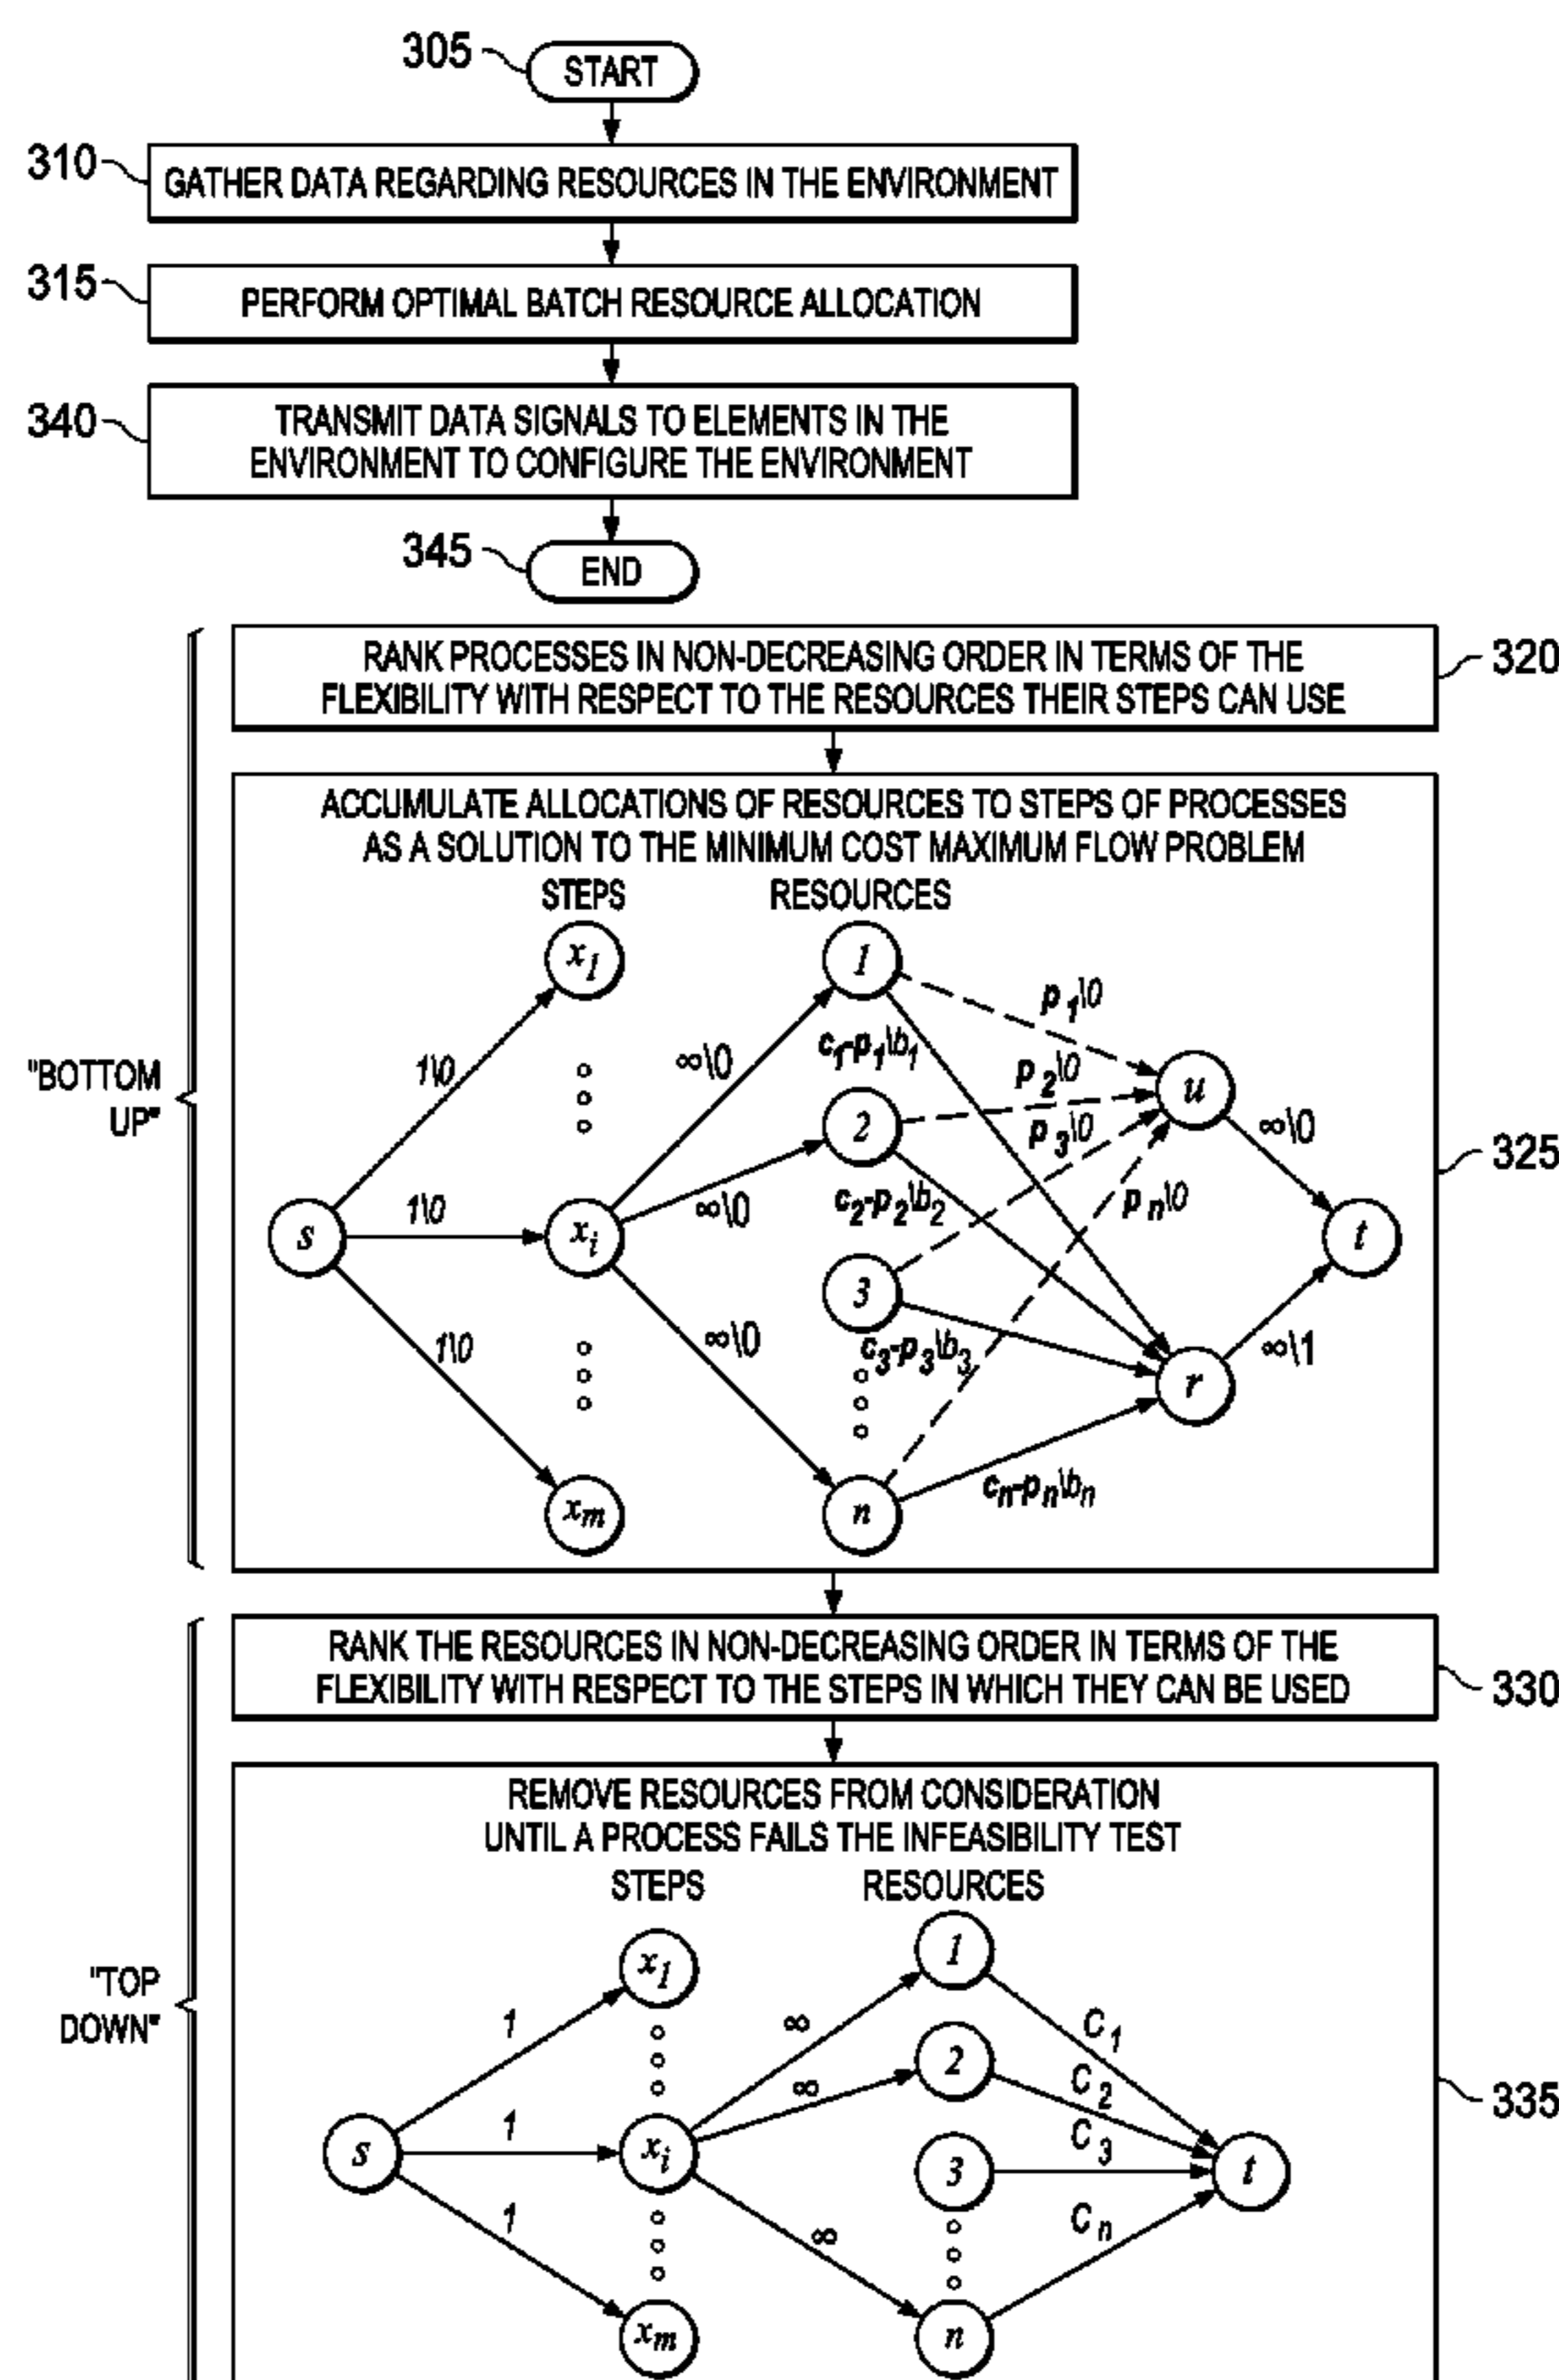 305
START
310
GATHER DATA REGARDING RESOURCES IN THE ENVIRONMENT
315
PERFORM OPTIMAL BATCH RESOURCE ALLOCATION
340
TRANSMIT DATA SIGNALS TO ELEMENTS IN THE
ENVIRONMENT TO CONFIGURE THE ENVIRONMENT
345
END
"BOTTOM
UP"
RANK PROCESSES IN NON-DECREASING ORDER IN TERMS OF THE
FLEXIBILITY WITH RESPECT TO THE RESOURCES THEIR STEPS CAN USE
320
ACCUMULATE ALLOCATIONS OF RESOURCES TO STEPS OF PROCESSES
AS A SOLUTION TO THE MINIMUM COST MAXIMUM FLOW PROBLEM
STEPS
RESOURCES
x1
1
p1\0
1\0
∞\0
c1-p1\b1
p2\0
u
2
p3\0
∞\0
325
1\0
∞\0
c2-p2\b2
pn\0
s
xi
t
3
1\0
∞\0
c3-p3\b3
∞\1
r
cn-pn\bn
xm
n
RANK THE RESOURCES IN NON-DECREASING ORDER IN TERMS OF THE
FLEXIBILITY WITH RESPECT TO THE STEPS IN WHICH THEY CAN BE USED
330
"TOP
DOWN"
REMOVE RESOURCES FROM CONSIDERATION
UNTIL A PROCESS FAILS THE INFEASIBILITY TEST
STEPS
RESOURCES
x1
1
1
∞
C1
2
∞
C2
335
1
C3
s
xi
3
t
1
∞
Cn
xm
n